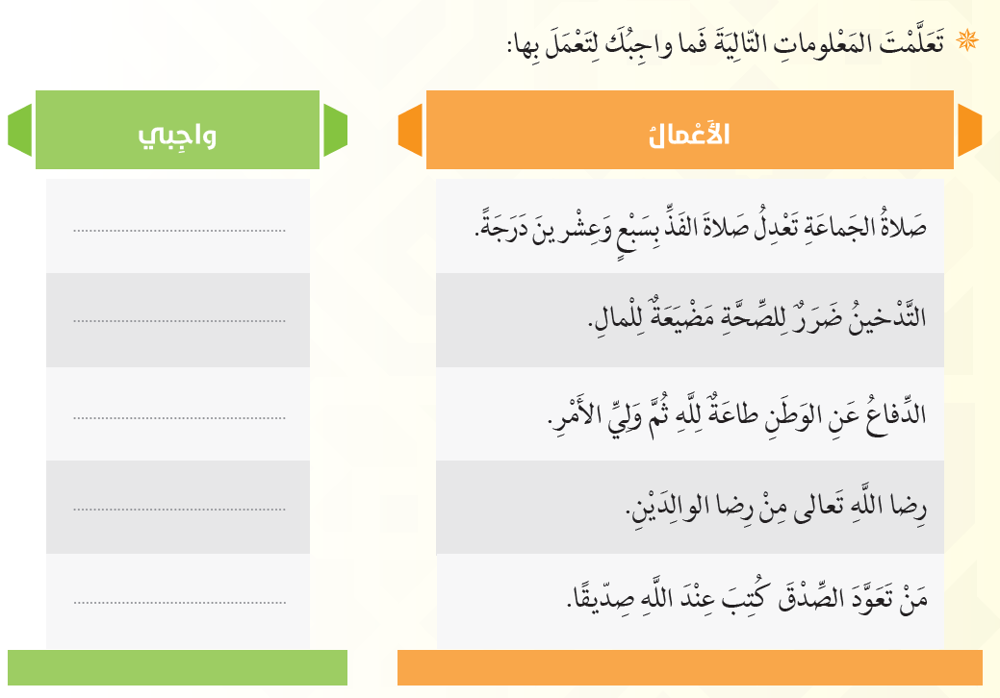 تَعَلَّمْتَ المَعْلوماتِ التّالِيَةَ فَما واجِبُكَ لِتَعْمَلَ بِها:
الأَعْمالُ
واجِبي
صَلاةُ الجَماعَةِ تَعْدِلُ صَلاةَ الفَذِّ بِسَبْعٍ وَعِشْرينَ دَرَجَةً.
التَّدْخينُ ضَرَرٌ لِلصِّحَّةِ مَضْيَعَةٌ لِلْمالِ.
الدِّفاعُ عَنِ الوَطَنِ طاعَةٌ لِلَّهِ ثُمَّ وَلِيِّ الأَمْرِ.
رِضا اللَّهِ تَعالى مِنْ رِضا الوالِدَيْنِ.
مَنْ تَعَوَّدَ الصِّدْقَ كُتِبَ عِنْدَ اللَّهِ صِدّيقًا.